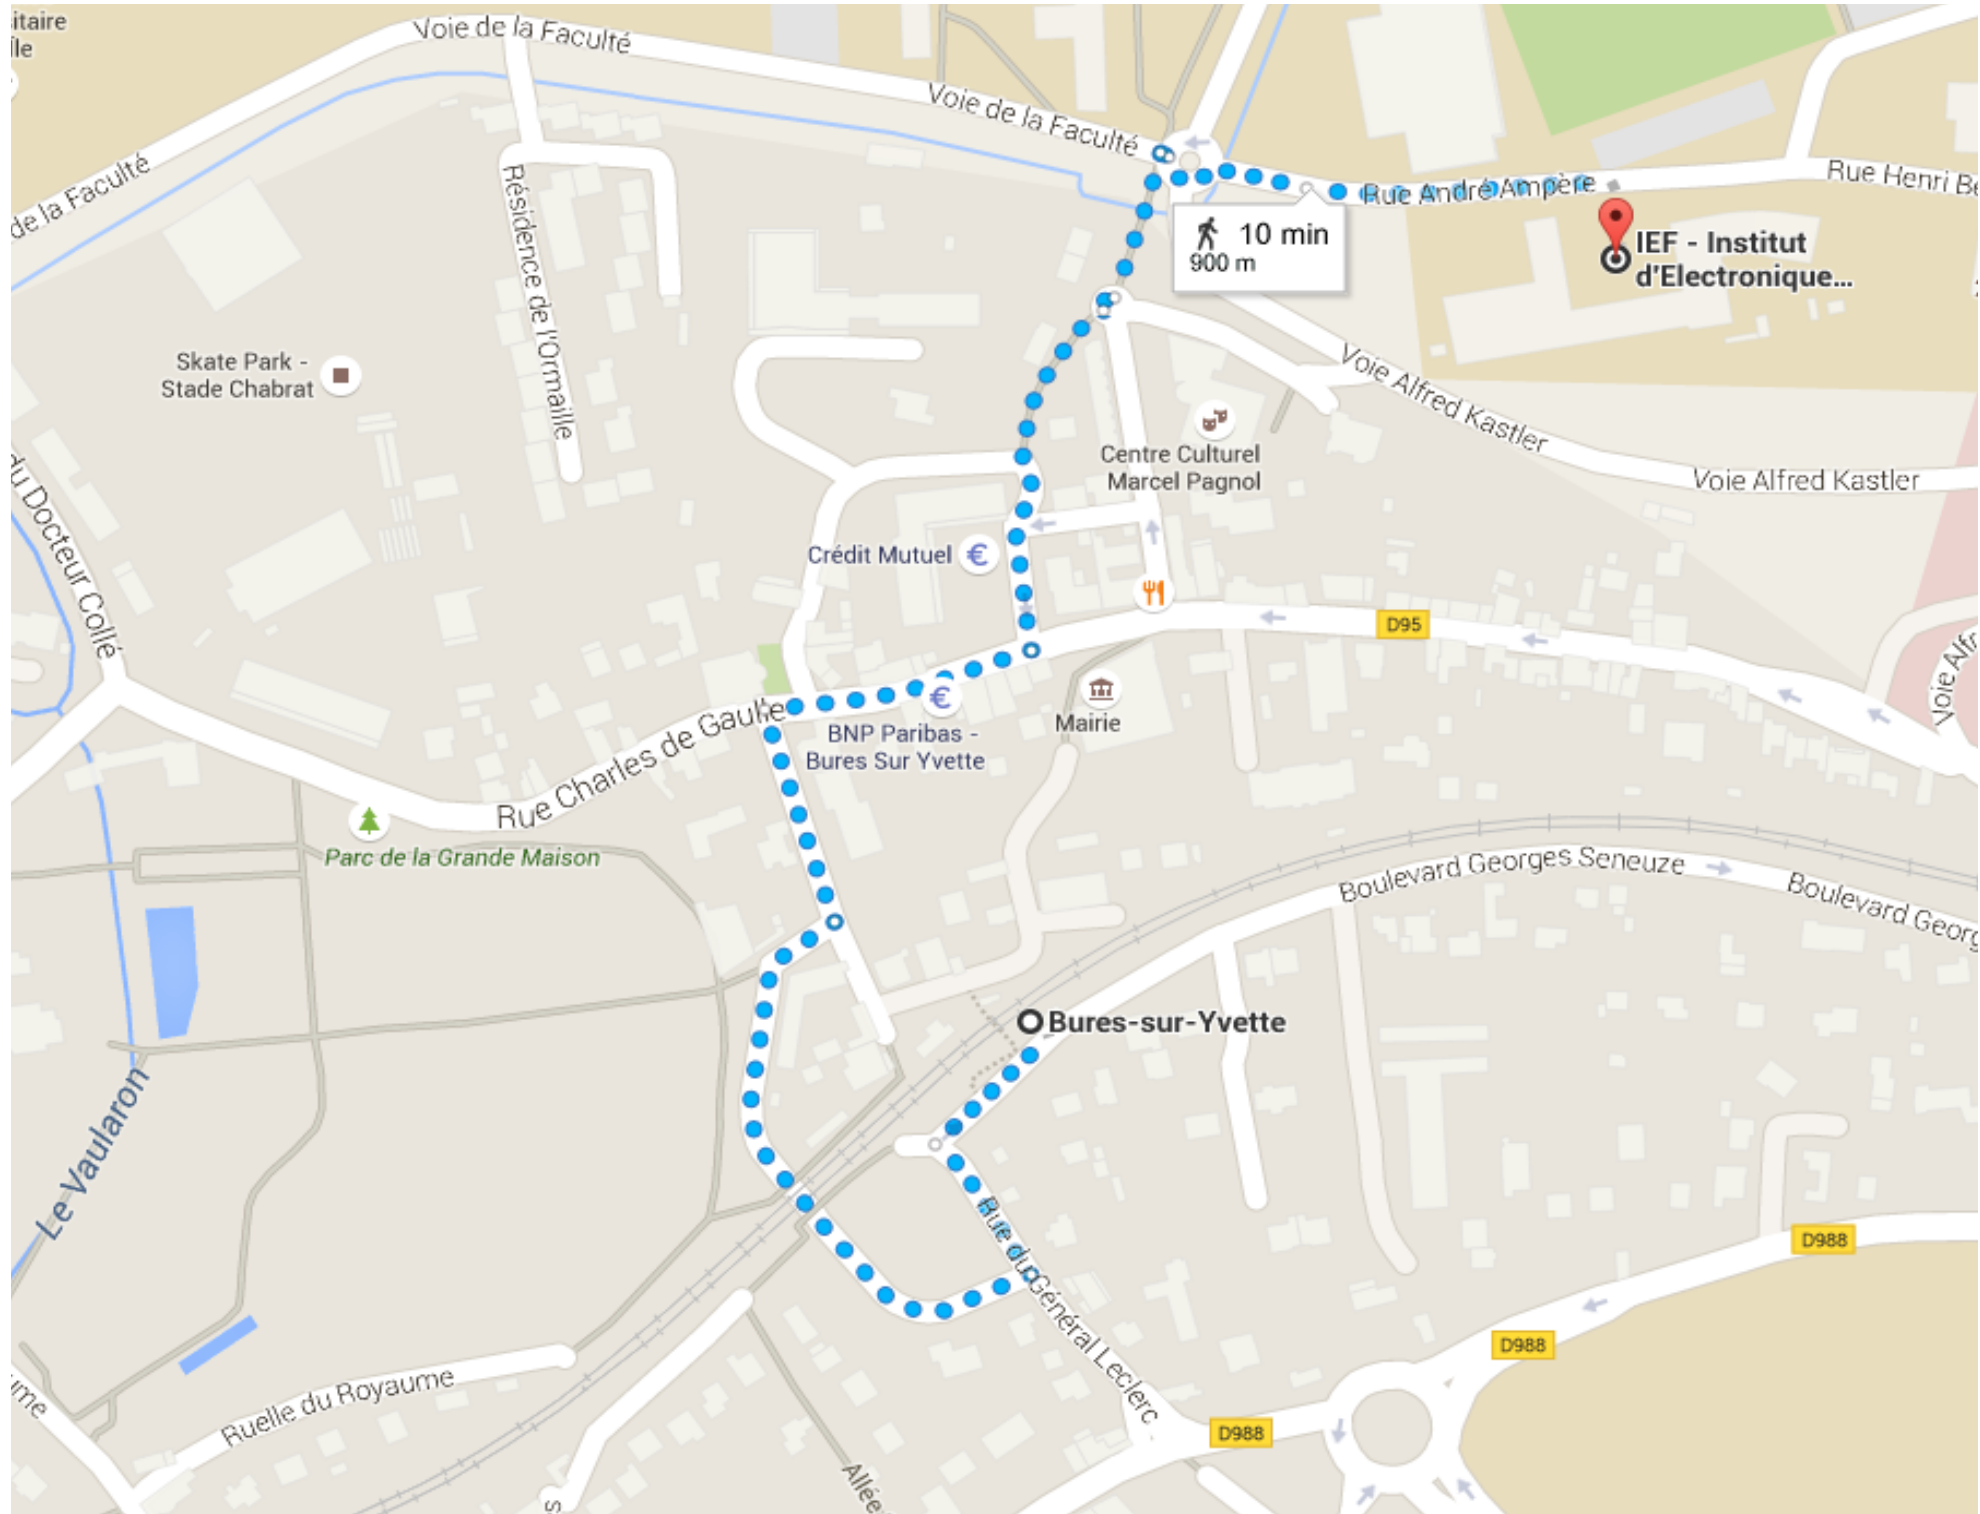 itaire
île
Voie de la Faculté
Voie de la Faculté
de la Faculté
Résidence de l'Ormaille
Rue André Ampère
Rue Henri Be
10 min
900 m
IEF - Institut
d'Electronique...
Skate Park -
Stade Chabrat
Voie Alfred Kastler
Centre Culturel
Marcel Pagnol
Voie Alfred Kastler
du Docteur Collé
Crédit Mutuel
€
D95
Voie Alfr
Mairie
€
BNP Paribas -
Bures Sur Yvette
Rue Charles de Gaulle
Parc de la Grande Maison
Boulevard Georges Seneuze
Boulevard Georg
Bures-sur-Yvette
Le Vaularon
Rue du Général Leclerc
D988
D988
D988
Ruelle du Royaume
ume
Allée
s